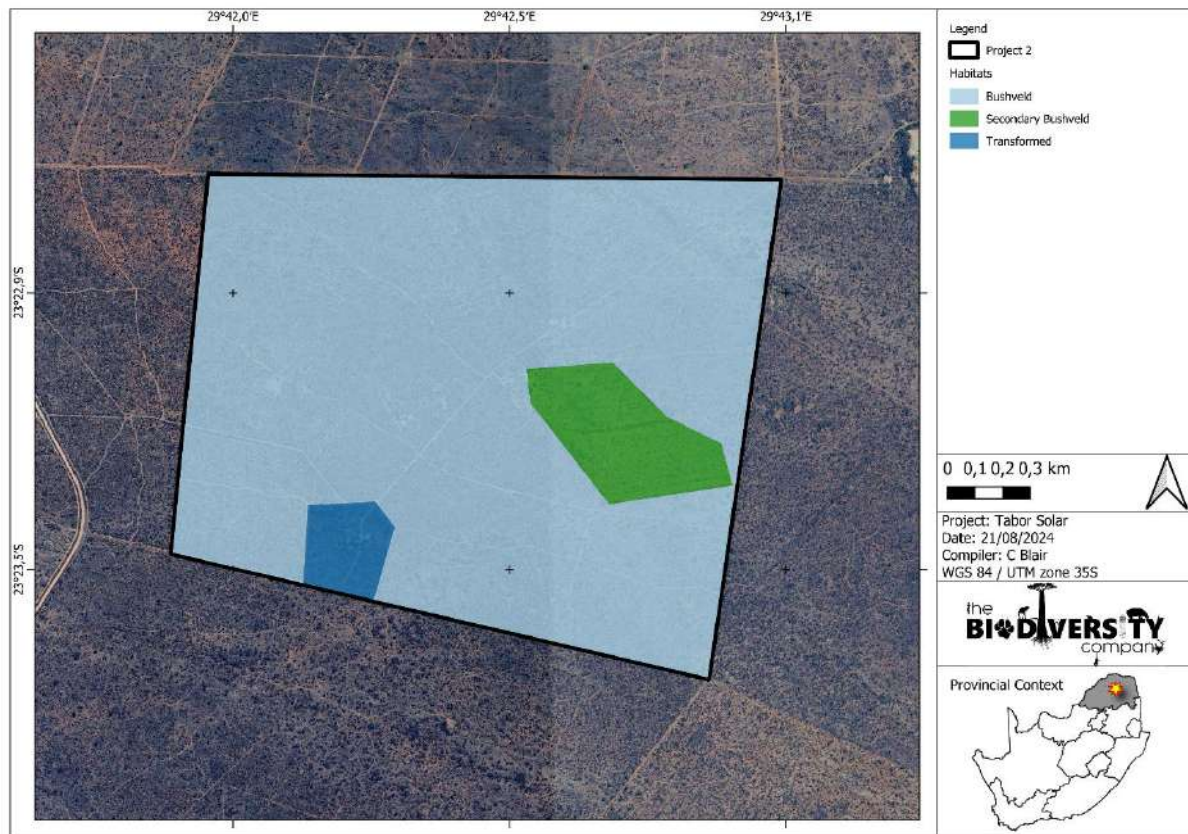 29°42,0'E 29°42,5'E 29°43,1'E
23°22,9'S
23°23,5'S
Legend
Project 2
Habitats
Bushveld
Secondary Bushveld
Transformed
0 0,1 0,2 0,3 km
Project: Tabor Solar
Date: 21/08/2024
Compiler: C Blair
WGS 84 / UTM zone 35S
the
BIODIVERSITY
company
Provincial Context